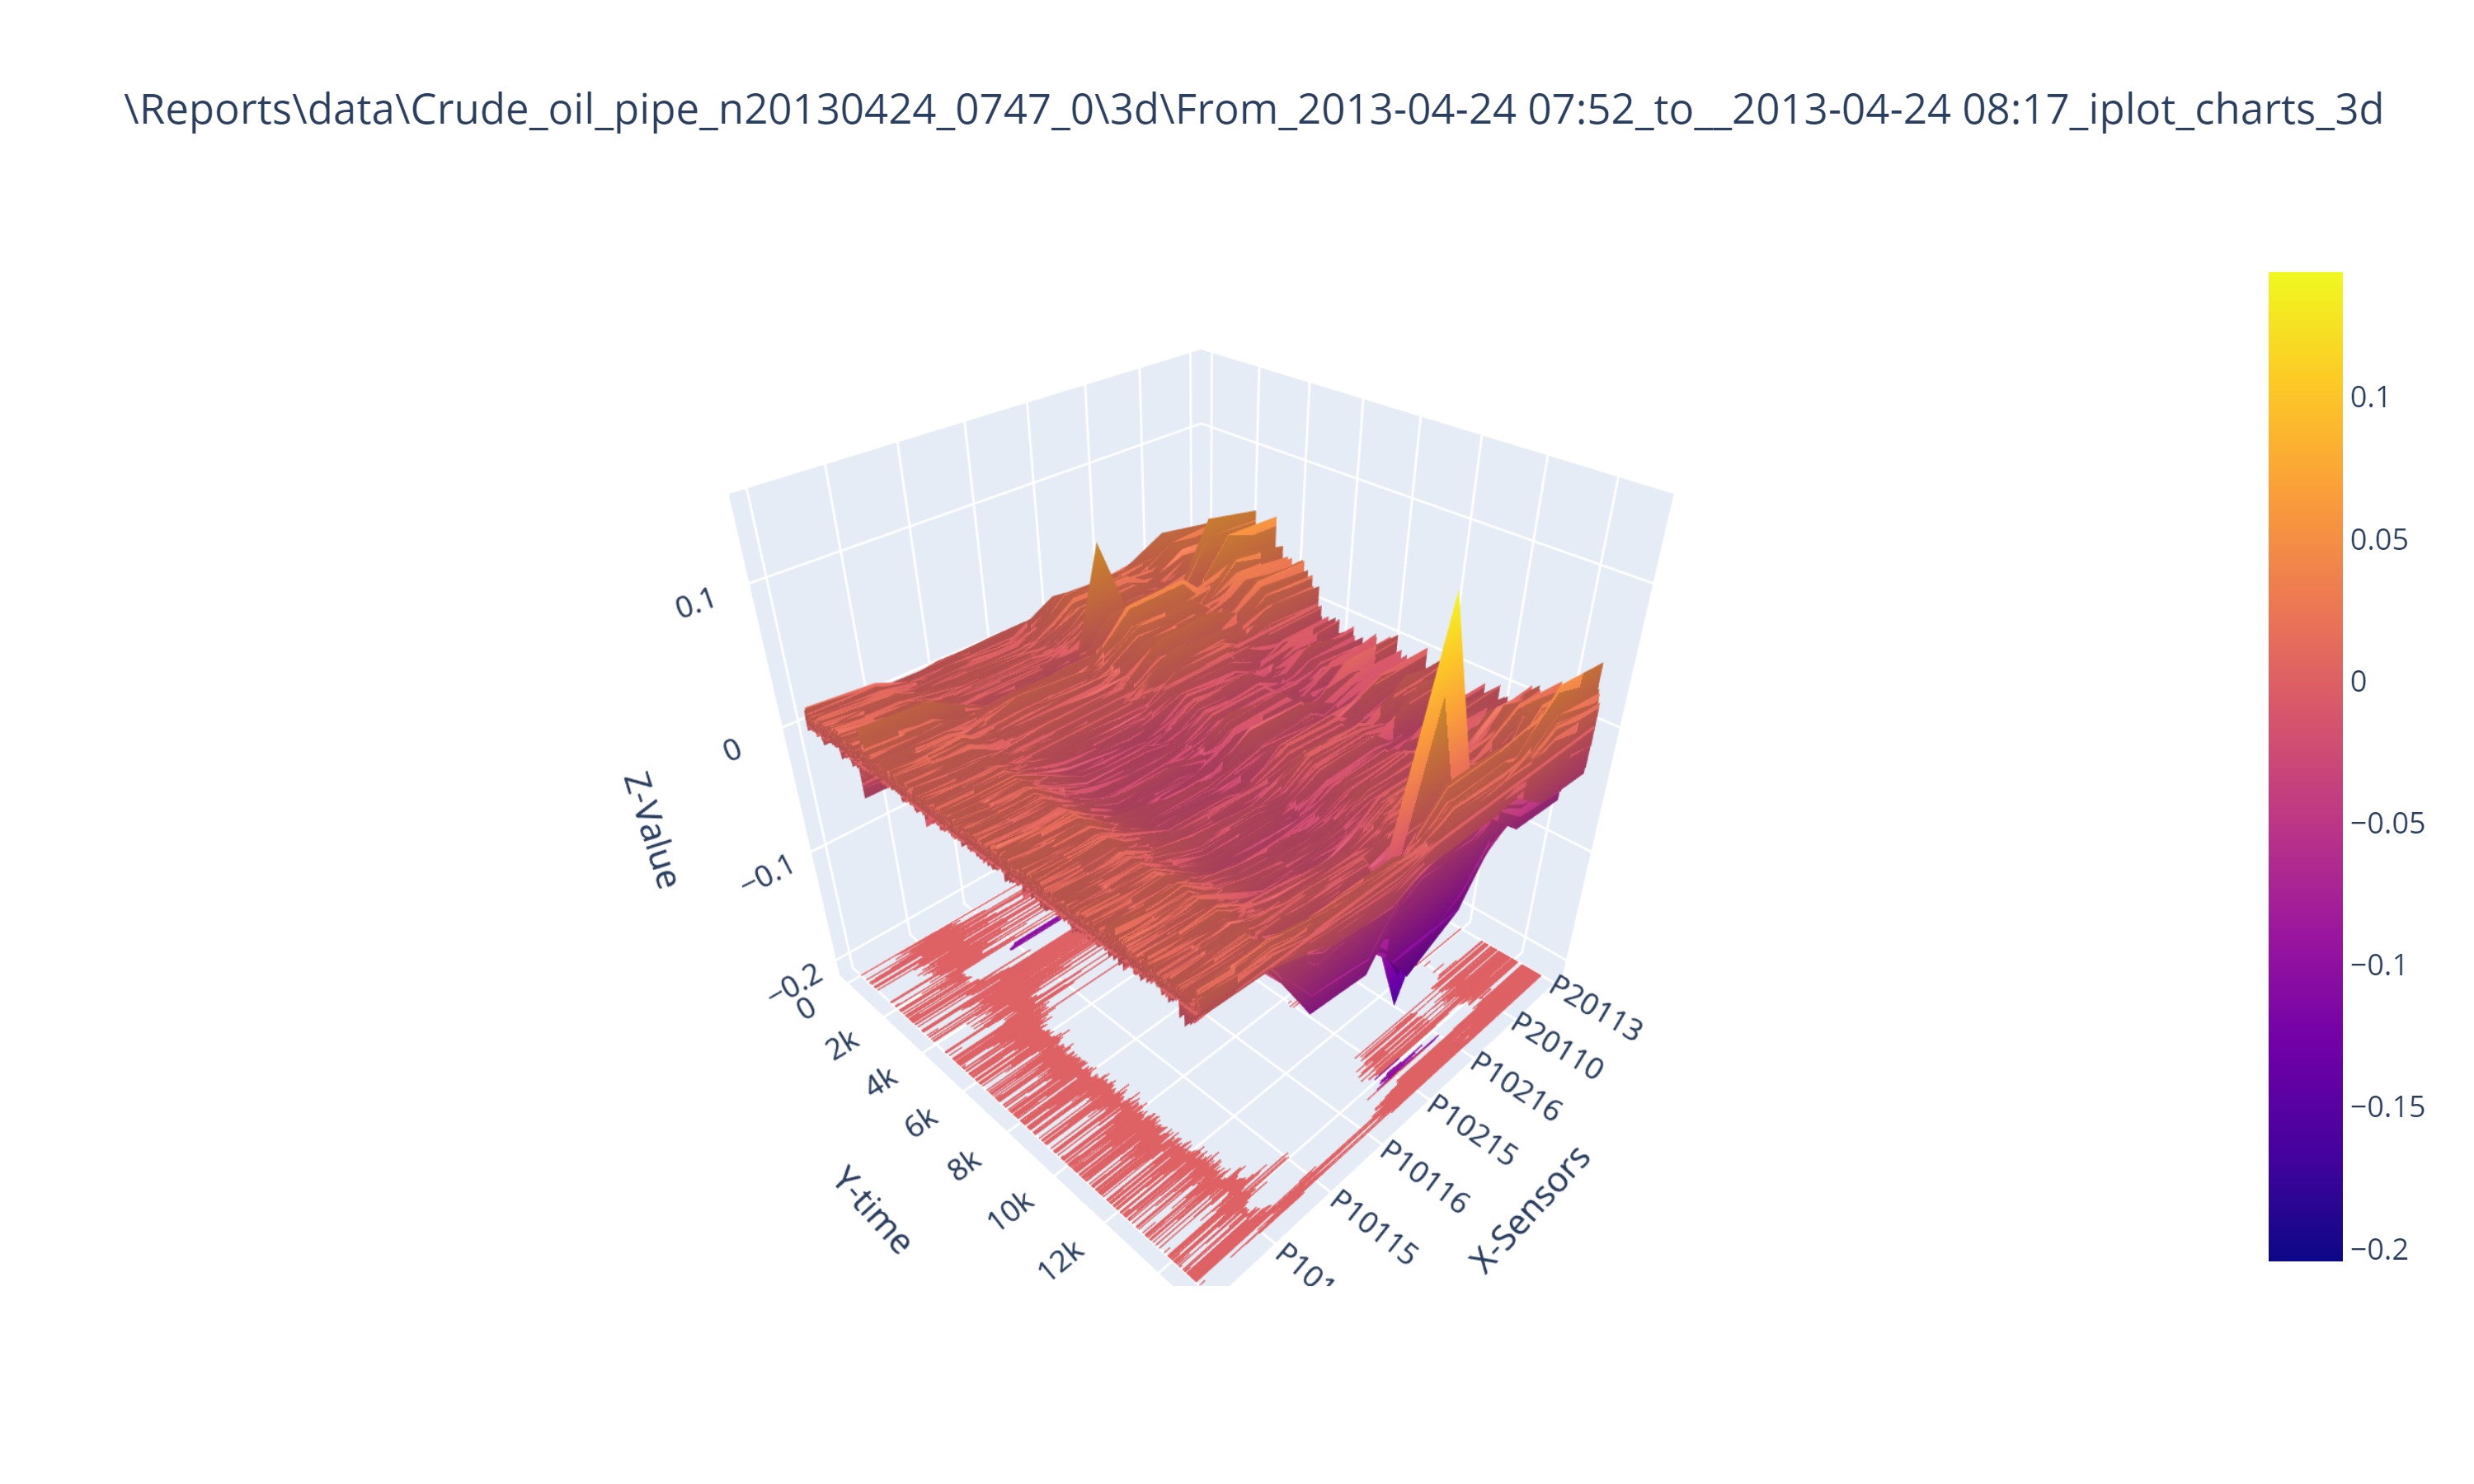 \Reports\data\Crude_oil_pipe_n20130424_0747_0\3d\From_2013-04-24 07:52_to__2013-04-24 08:17_iplot_charts_3d
0.1
0
−0.1
−0.2
Z-Value
0
2k
4k
6k
8k
10k
12k
Y-time
P20113
P20110
P10216
P10215
P10116
P10115
X-Sensors
0.1
0.05
0
−0.05
−0.1
−0.15
−0.2